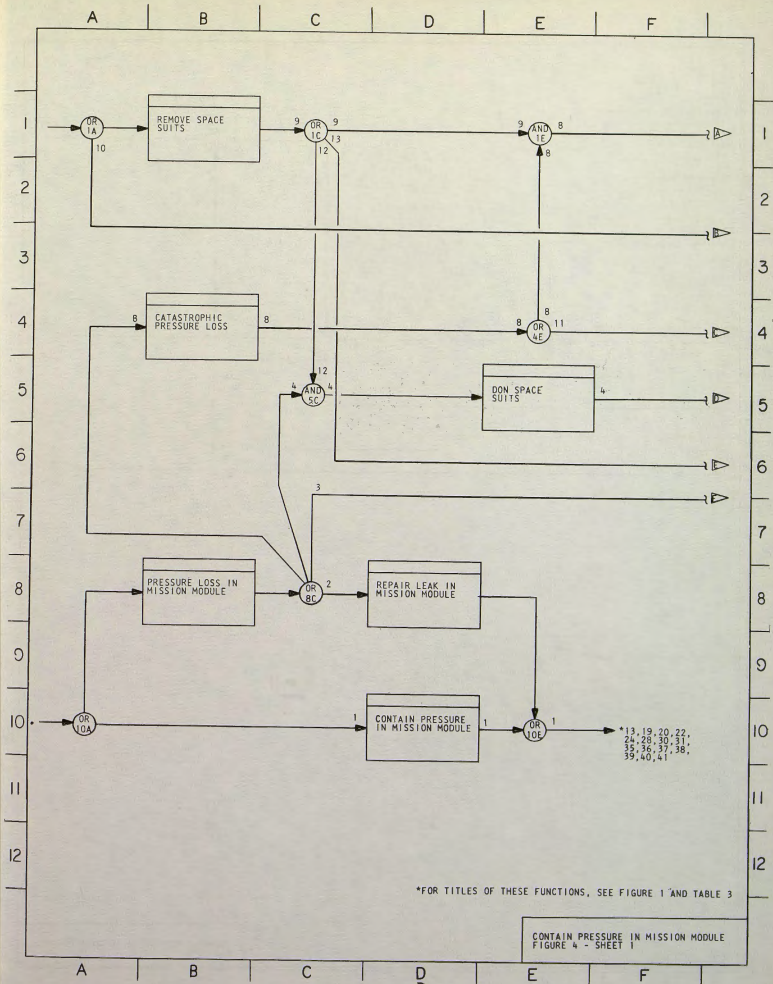 A B C D E F
1 OR 1A 10 REMOVE SPACE SUITS 9 OR 1C 9 13 12 9 AND 1E 8 8 A 1
2 2
B
3 3
4 8 CATASTROPHIC PRESSURE LOSS 8 8 OR 4E 8 11 4
5 12 4 AND 5C 4 DON SPACE SUITS 4 D 5
6 E 6
3
7 7
8 PRESSURE LOSS IN MISSION MODULE OR 8C 2 REPAIR LEAK IN MISSION MODULE 8
9 9
10 OR 10A 1 CONTAIN PRESSURE IN MISSION MODULE 1 OR 10E 1 *13,19,20,22, 10
24,28,30,31,
35,36,37,38,
39,40,41
11 11
12 12
*FOR TITLES OF THESE FUNCTIONS, SEE FIGURE 1 AND TABLE 3
CONTAIN PRESSURE IN MISSION MODULE
FIGURE 4 - SHEET 1
A B C D E F